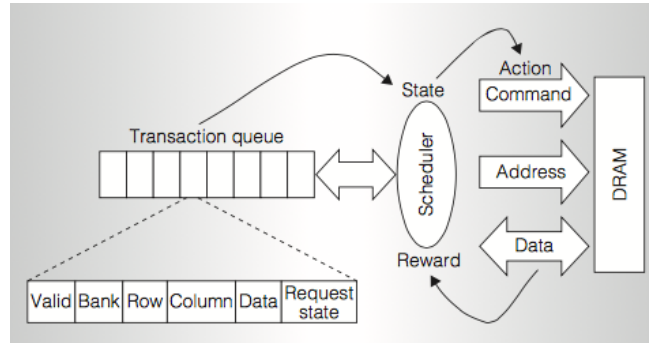 Action
State
Command
Transaction queue
Scheduler
Address
DRAM
Data
Reward
Valid Bank Row Column Data Request
state